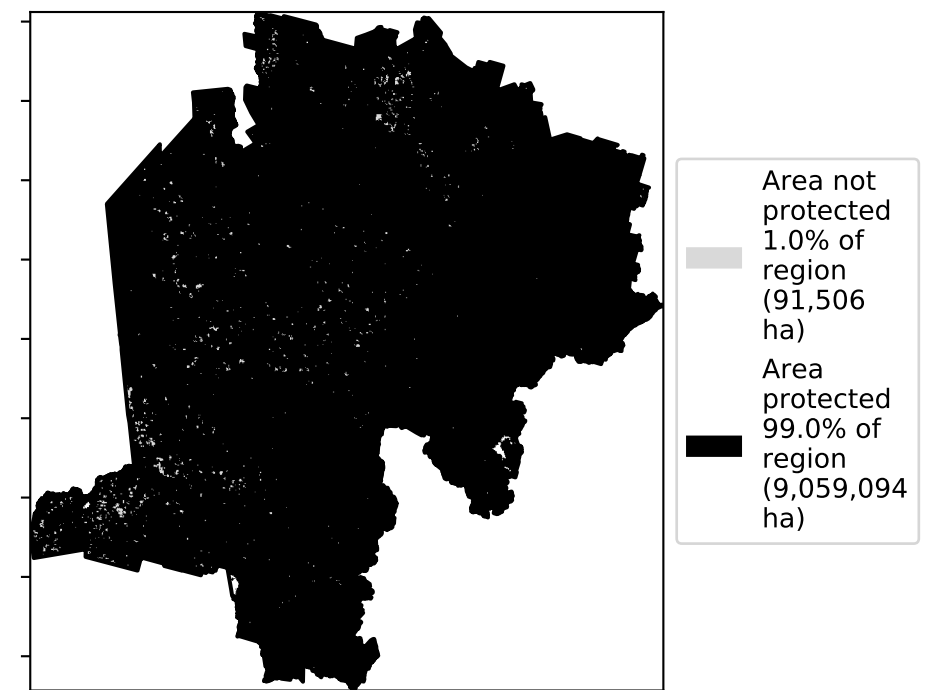 Area not
protected
1.0% of
region
(91,506
ha)
Area
protected
99.0% of
region
(9,059,094
ha)